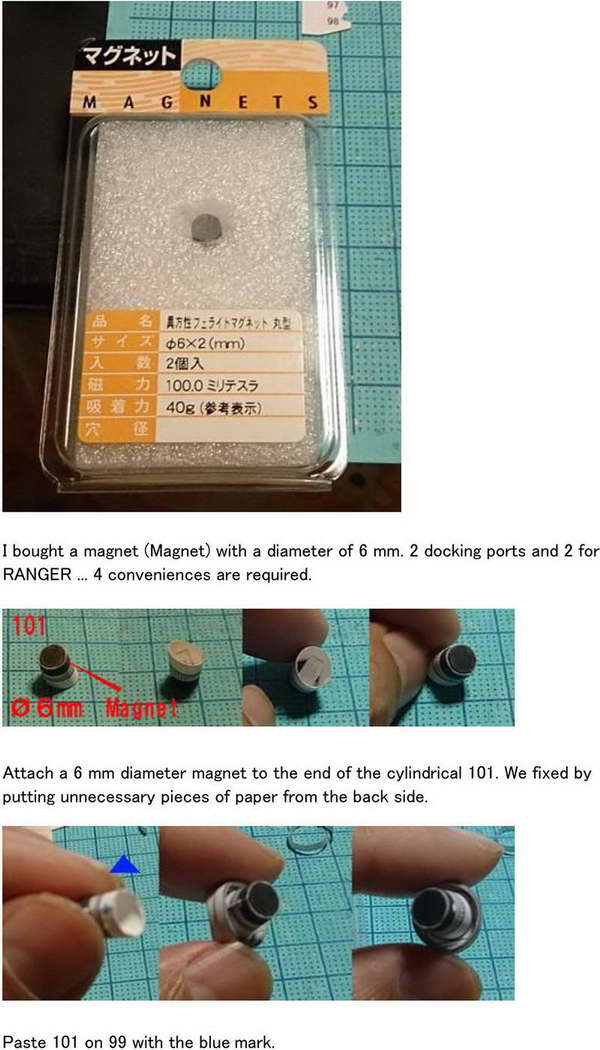 97
98
マグネット
MAGNETS
品名 異方性フェライトマグネット 丸型
サイズ φ6×2(mm)
入数 2個入
磁力 100.0 ミリテスラ
吸着力 40g(参考表示)
穴径
I bought a magnet (Magnet) with a diameter of 6 mm. 2 docking ports and 2 for
RANGER ... 4 conveniences are required.
101
Ø6mm Magnet
Attach a 6 mm diameter magnet to the end of the cylindrical 101. We fixed by
putting unnecessary pieces of paper from the back side.
Paste 101 on 99 with the blue mark.